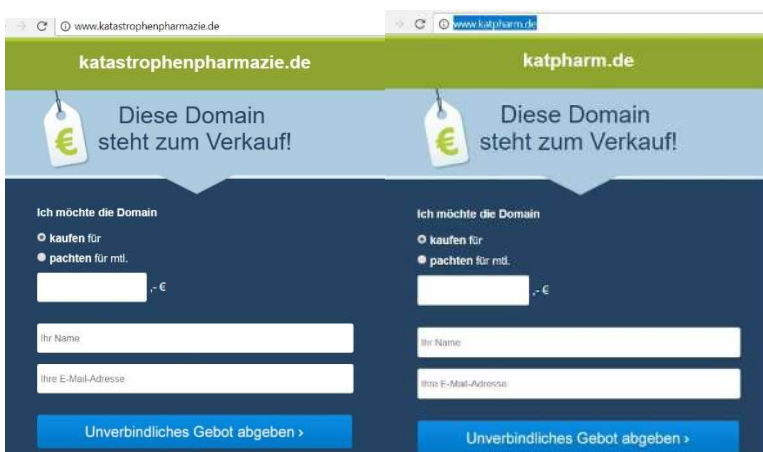 www.katastrophenpharmazie.de
katastrophenpharmazie.de
€
Diese Domain
steht zum Verkauf!
Ich möchte die Domain
kaufen für
pachten für mtl.
,- €
Ihr Name
Ihre E-Mail-Adresse
Unverbindliches Gebot abgeben ›
www.katpharm.de
katpharm.de
€
Diese Domain
steht zum Verkauf!
Ich möchte die Domain
kaufen für
pachten für mtl.
,- €
Ihr Name
Ihre E-Mail-Adresse
Unverbindliches Gebot abgeben ›